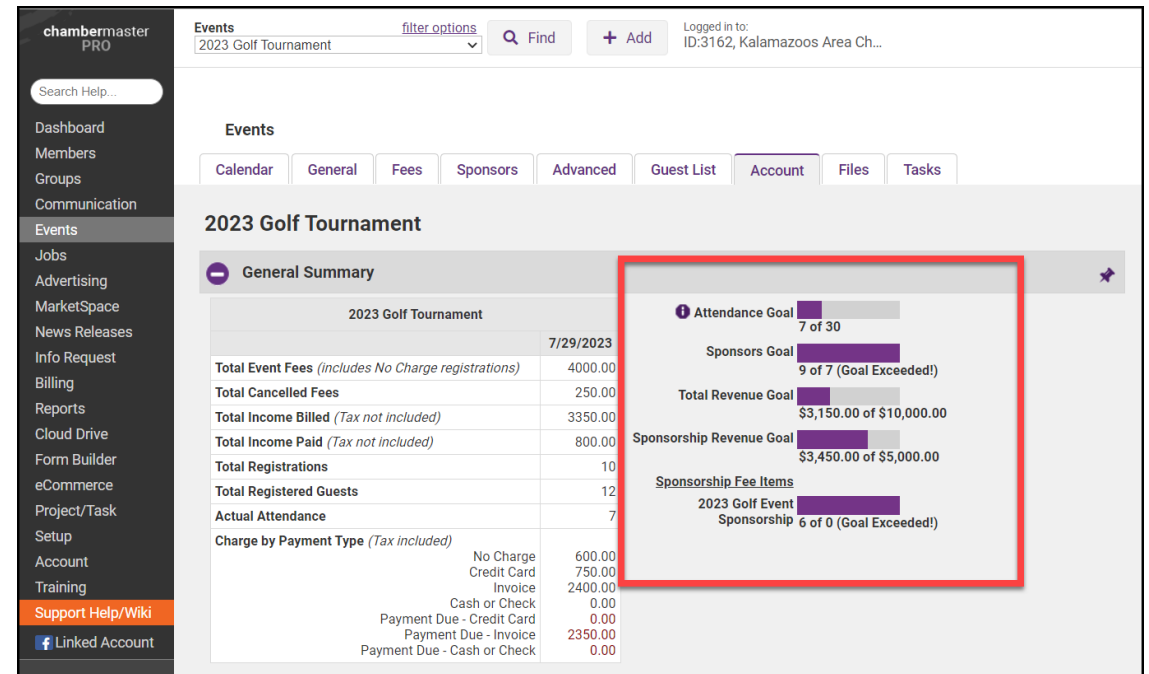 chambermaster
PRO
Search Help...
Dashboard
Members
Groups
Communication
Events
Jobs
Advertising
MarketSpace
News Releases
Info Request
Billing
Reports
Cloud Drive
Form Builder
eCommerce
Project/Task
Setup
Account
Training
Support Help/Wiki
Linked Account
Events filter options
2023 Golf Tournament
Find
Add
Logged in to:
ID:3162, Kalamazoos Area Ch...
Events
Calendar General Fees Sponsors Advanced Guest List Account Files Tasks
2023 Golf Tournament
General Summary
2023 Golf Tournament
7/29/2023
Total Event Fees (includes No Charge registrations) 4000.00
Total Cancelled Fees 250.00
Total Income Billed (Tax not included) 3350.00
Total Income Paid (Tax not included) 800.00
Total Registrations 10
Total Registered Guests 12
Actual Attendance 7
Charge by Payment Type (Tax included)
No Charge 600.00
Credit Card 750.00
Invoice 2400.00
Cash or Check 0.00
Payment Due - Credit Card 0.00
Payment Due - Invoice 2350.00
Payment Due - Cash or Check 0.00
Attendance Goal
7 of 30
Sponsors Goal
9 of 7 (Goal Exceeded!)
Total Revenue Goal
$3,150.00 of $10,000.00
Sponsorship Revenue Goal
$3,450.00 of $5,000.00
Sponsorship Fee Items
2023 Golf Event
Sponsorship 6 of 0 (Goal Exceeded!)